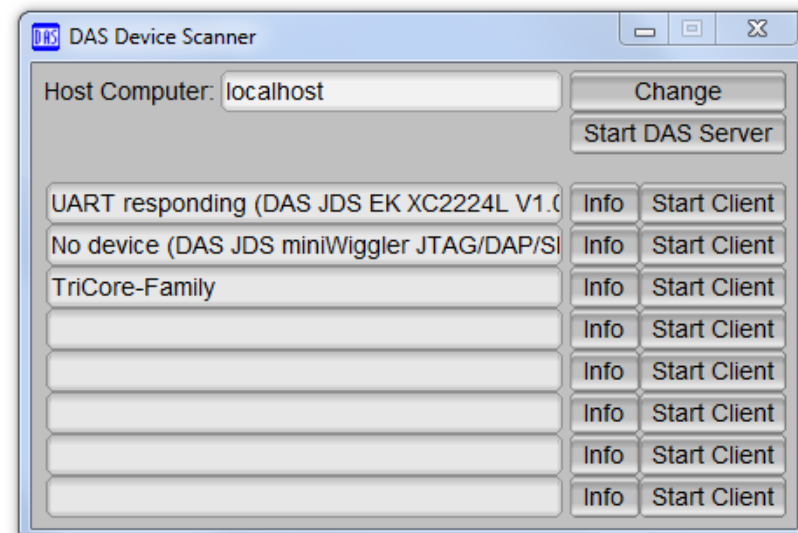 DAS DAS Device Scanner
Host Computer: localhost Change
Start DAS Server
UART responding (DAS JDS EK XC2224L V1.0 Info Start Client
No device (DAS JDS miniWiggler JTAG/DAP/S Info Start Client
TriCore-Family Info Start Client
Info Start Client
Info Start Client
Info Start Client
Info Start Client
Info Start Client